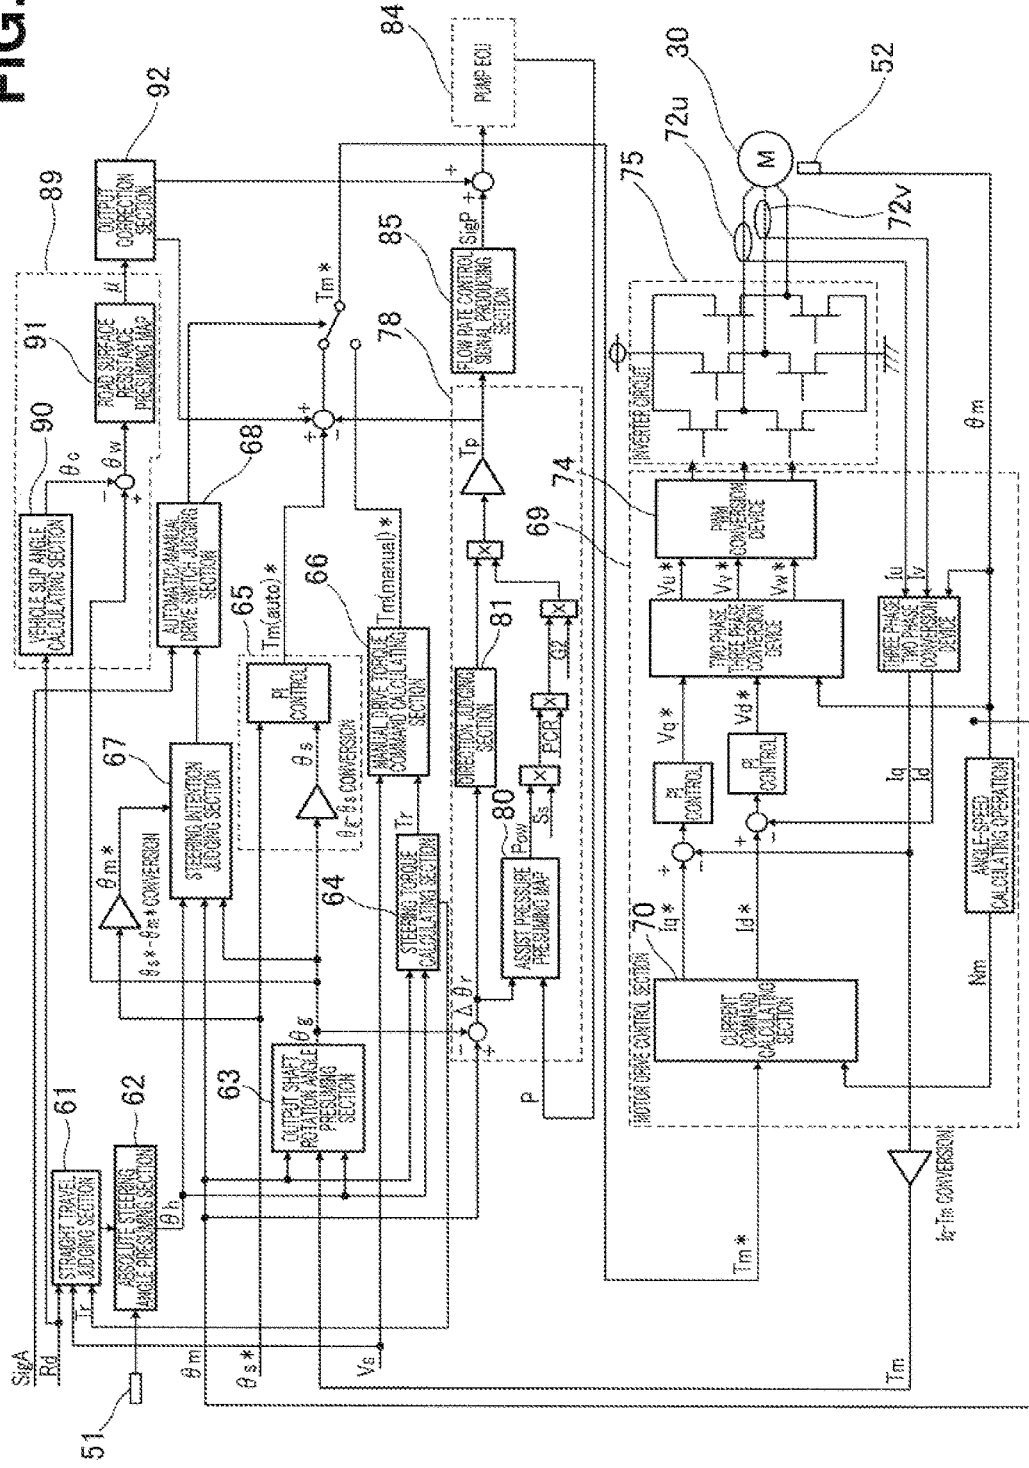 FIG.
SigA
Rd
51
61
STRAIGHT TRAVEL
JUDGING SECTION
Tr
62
ABSOLUTE STEERING
ANGLE PRESUMING SECTION
θh
θm
θs*
Vs
63
OUTPUT SHAFT
ROTATION ANGLE
PRESUMING
SECTION
θg
θm*
θs*-θm* CONVERSION
67
STEERING INTENTION
JUDGING SECTION
64
STEERING TORQUE
CALCULATING SECTION
Tr
90
VEHICLE SLIP ANGLE
CALCULATING SECTION
θc
θw
91
ROAD SURFACE
RESISTANCE
PRESUMING MAP
μ
89
92
OUTPUT
CORRECTION
SECTION
68
AUTOMATIC/MANUAL
DRIVE SWITCH JUDGING
SECTION
65
PI
CONTROL
θs
θg-θs CONVERSION
Tm(auto)*
66
MANUAL DRIVE TORQUE
COMMAND CALCULATING
SECTION
Tm(manual)*
Tm*
78
Δθr
P
80
ASSIST PRESSURE
PRESUMING MAP
Pow
Ss
PCR
G2
81
DIRECTION JUDGING
SECTION
Tp
85
FLOW RATE CONTROL
SIGNAL PRODUCING
SECTION
SigP
84
PUMP ECU
69
MOTOR DRIVE CONTROL SECTION
Tm*
70
CURRENT
COMMAND
CALCULATING
SECTION
Iq*
Id*
PI
CONTROL
PI
CONTROL
Vq*
Vd*
TWO PHASE
THREE PHASE
CONVERSION
DEVICE
Vu*
Vv*
Vw*
74
PWM
CONVERSION
DEVICE
75
INVERTER CIRCUIT
72u
72v
30
M
52
Iu
Iv
θm
THREE PHASE
TWO PHASE
CONVERSION
DEVICE
Iq
Id
ANGLE-SPEED
CALCULATING OPERATION
Nm
Iq-Tm CONVERSION
Tm